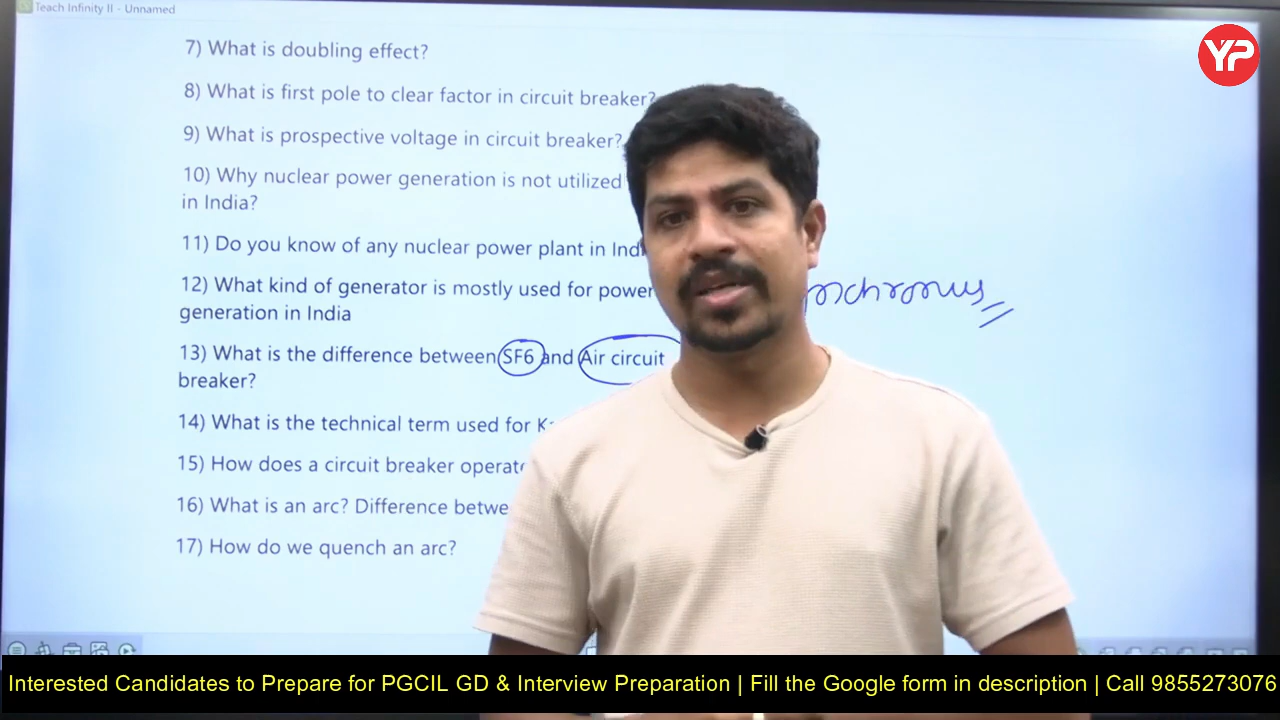 Teach Infinity II - Unnamed
YP
7) What is doubling effect?
8) What is first pole to clear factor in circuit breaker?
9) What is prospective voltage in circuit breaker?
10) Why nuclear power generation is not utilized
in India?
11) Do you know of any nuclear power plant in
12) What kind of generator is mostly used for power
generation in India
13) What is the difference between SF6 and Air circuit
breaker?
14) What is the technical term used for
15) How does a circuit breaker
16) What is an arc? Difference
17) How do we quench an arc?
Interested Candidates to Prepare for PGCIL GD & Interview Preparation | Fill the Google form in description | Call 9855273076